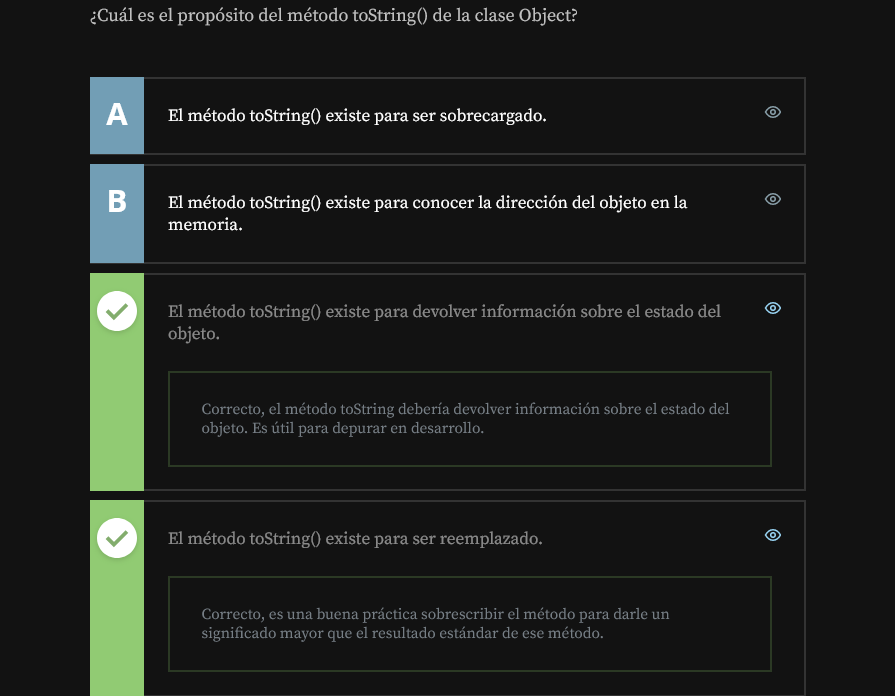 ¿Cuál es el propósito del método toString() de la clase Object?
A
El método toString() existe para ser sobrecargado.
B
El método toString() existe para conocer la dirección del objeto en la
memoria.
El método toString() existe para devolver información sobre el estado del
objeto.
Correcto, el método toString debería devolver información sobre el estado del
objeto. Es útil para depurar en desarrollo.
El método toString() existe para ser reemplazado.
Correcto, es una buena práctica sobrescribir el método para darle un
significado mayor que el resultado estándar de ese método.